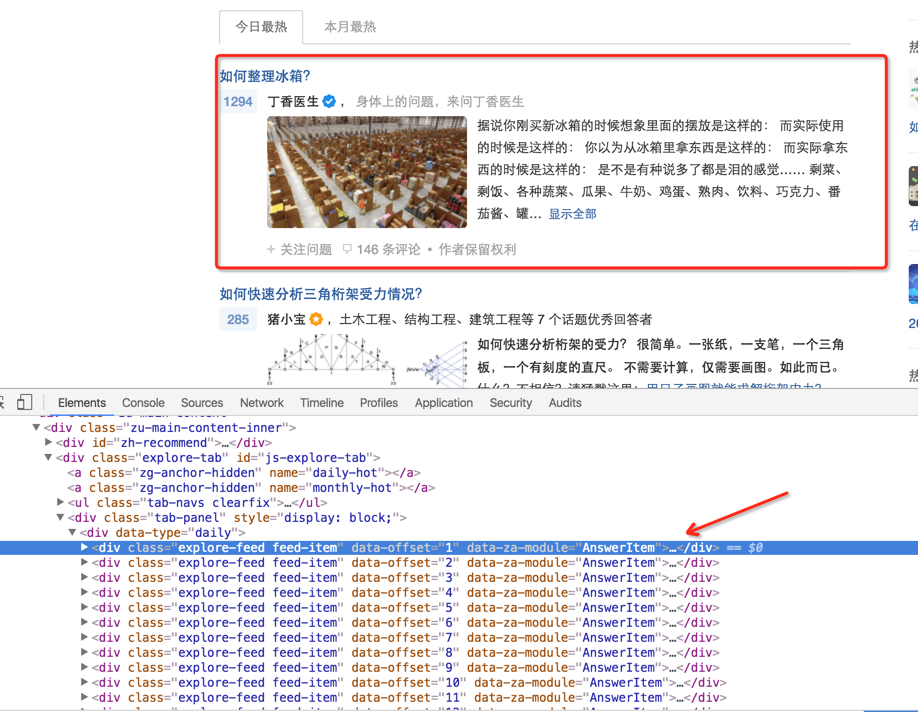 今日最热 本月最热
热
如何整理冰箱?
1294 丁香医生 ， 身体上的问题，来问丁香医生
据说你刚买新冰箱的时候想象里面的摆放是这样的： 而实际使用
的时候是这样的： 你以为从冰箱里拿东西是这样的： 而实际拿东
西的时候是这样的： 是不是有种说多了都是泪的感觉…… 剩菜、
剩饭、各种蔬菜、瓜果、牛奶、鸡蛋、熟肉、饮料、巧克力、番
茄酱、罐... 显示全部
+ 关注问题 146 条评论 • 作者保留权利
如
在
20
热
如何快速分析三角桁架受力情况?
285 猪小宝 ， 土木工程、结构工程、建筑工程等 7 个话题优秀回答者
如何快速分析桁架的受力？ 很简单。一张纸，一支笔，一个三角
板，一个有刻度的直尺。 不需要计算，仅需要画图。如此而已。
Elements Console Sources Network Timeline Profiles Application Security Audits
▼<div class="zu-main-content-inner">
▶<div id="zh-recommend">…</div>
▼<div class="explore-tab" id="js-explore-tab">
<a class="zg-anchor-hidden" name="daily-hot"></a>
<a class="zg-anchor-hidden" name="monthly-hot"></a>
▶<ul class="tab-navs clearfix">…</ul>
▼<div class="tab-panel" style="display: block;">
▼<div data-type="daily">
▶<div class="explore-feed feed-item" data-offset="1" data-za-module="AnswerItem">…</div> == $0
▶<div class="explore-feed feed-item" data-offset="2" data-za-module="AnswerItem">…</div>
▶<div class="explore-feed feed-item" data-offset="3" data-za-module="AnswerItem">…</div>
▶<div class="explore-feed feed-item" data-offset="4" data-za-module="AnswerItem">…</div>
▶<div class="explore-feed feed-item" data-offset="5" data-za-module="AnswerItem">…</div>
▶<div class="explore-feed feed-item" data-offset="6" data-za-module="AnswerItem">…</div>
▶<div class="explore-feed feed-item" data-offset="7" data-za-module="AnswerItem">…</div>
▶<div class="explore-feed feed-item" data-offset="8" data-za-module="AnswerItem">…</div>
▶<div class="explore-feed feed-item" data-offset="9" data-za-module="AnswerItem">…</div>
▶<div class="explore-feed feed-item" data-offset="10" data-za-module="AnswerItem">…</div>
▶<div class="explore-feed feed-item" data-offset="11" data-za-module="AnswerItem">…</div>